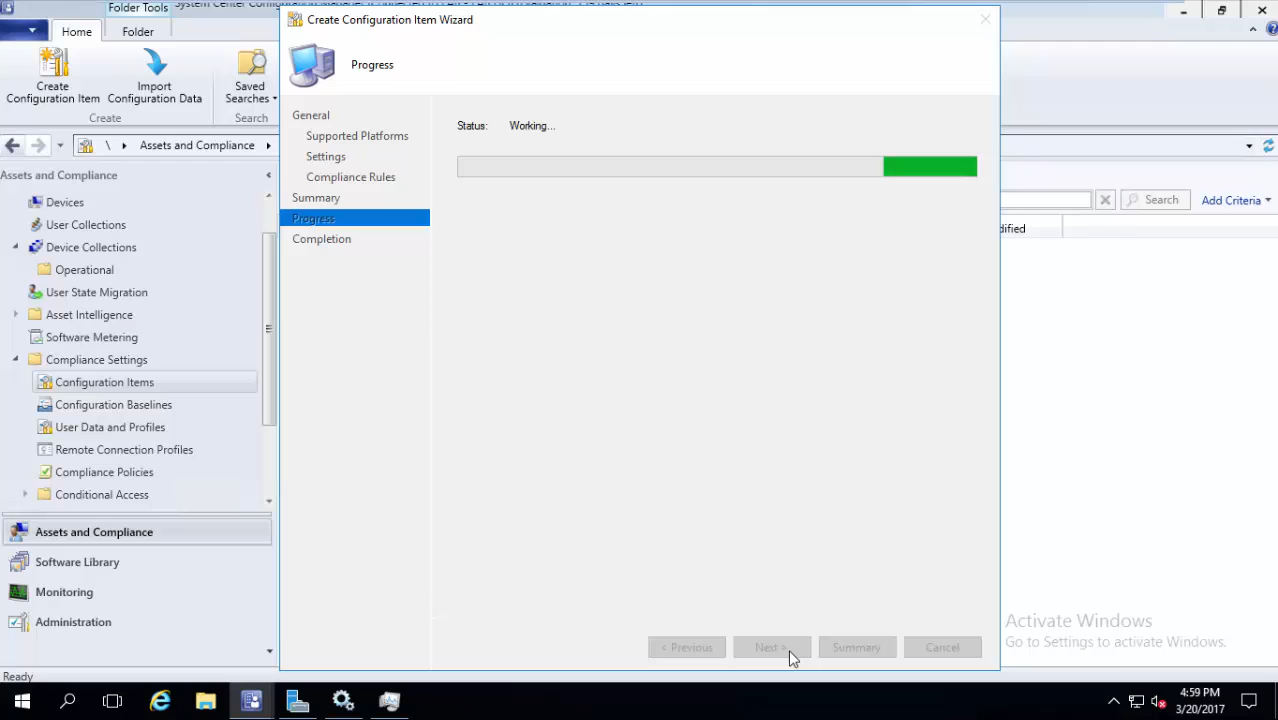 Folder Tools
Create Configuration Item Wizard
Home
Folder
Progress
Create
Configuration Item
Import
Configuration Data
Saved
Searches
Create
Search
General
Supported Platforms
Settings
Compliance Rules
Summary
Progress
Completion
Status: Working...
\ Assets and Compliance
Assets and Compliance
Search
Add Criteria
dified
Devices
User Collections
Device Collections
Operational
User State Migration
Asset Intelligence
Software Metering
Compliance Settings
Configuration Items
Configuration Baselines
User Data and Profiles
Remote Connection Profiles
Compliance Policies
Conditional Access
Assets and Compliance
Software Library
Monitoring
Administration
< Previous
Next >
Summary
Cancel
Activate Windows
Go to Settings to activate Windows.
Ready
4:59 PM
3/20/2017